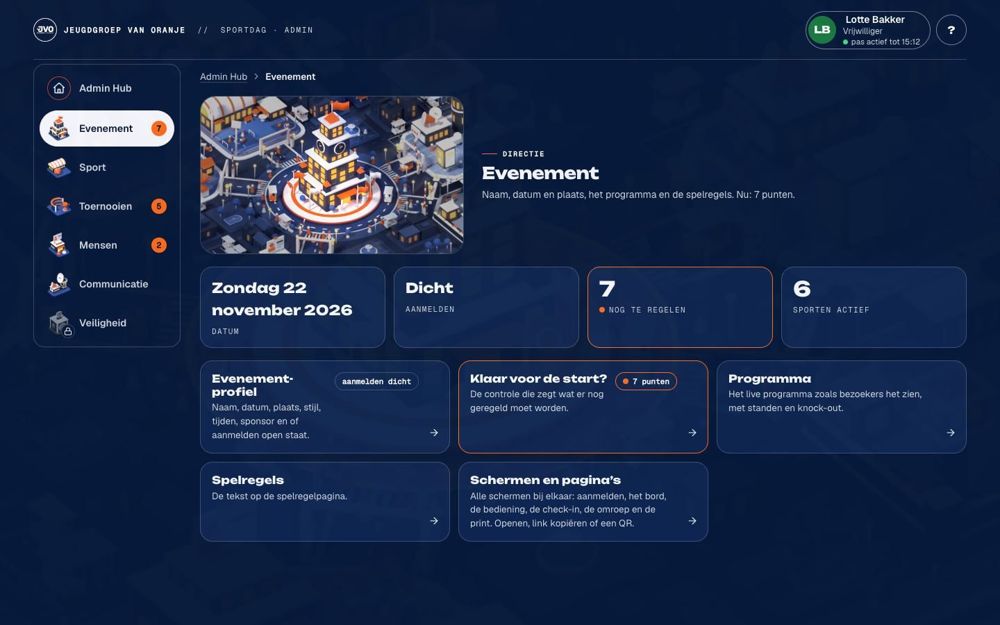 JVO JEUGDGROEP VAN ORANJE // SPORTDAG · ADMIN
LB
Lotte Bakker
Vrijwilliger
pas actief tot 15:12
?
Admin Hub
Evenement 7
Sport
Toernooien 5
Mensen 2
Communicatie
Veiligheid
Admin Hub > Evenement
DIRECTIE
Evenement
Naam, datum en plaats, het programma en de spelregels. Nu: 7 punten.
Zondag 22
november 2026
DATUM
Dicht
AANMELDEN
7
NOG TE REGELEN
6
SPORTEN ACTIEF
Evenement-
profiel
aanmelden dicht
Naam, datum, plaats, stijl,
tijden, sponsor en of
aanmelden open staat.
→
Klaar voor de start?
7 punten
De controle die zegt wat er nog
geregeld moet worden.
→
Programma
Het live programma zoals bezoekers het zien,
met standen en knock-out.
→
Spelregels
De tekst op de spelregelpagina.
→
Schermen en pagina's
Alle schermen bij elkaar: aanmelden, het bord,
de bediening, de check-in, de omroep en de
print. Openen, link kopiëren of een QR.
→